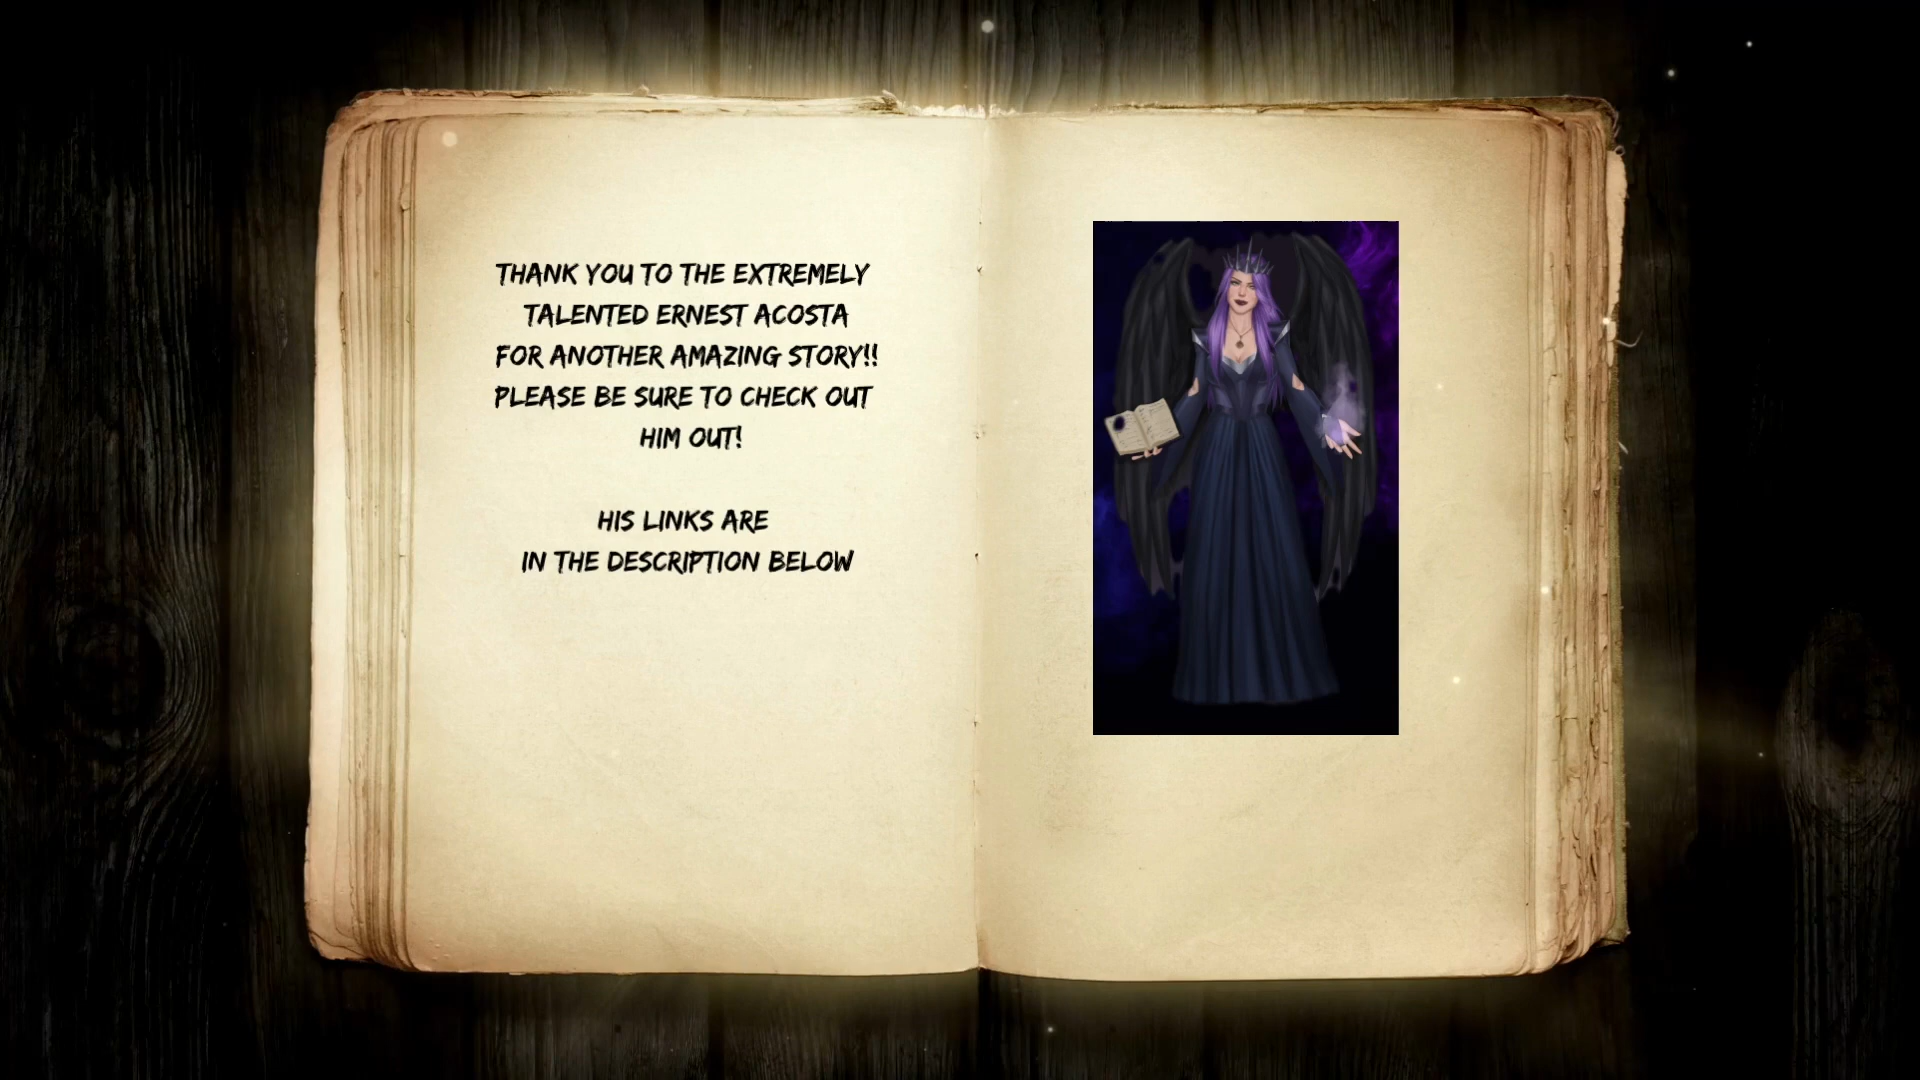 THANK YOU TO THE EXTREMELY
TALENTED ERNEST ACOSTA
FOR ANOTHER AMAZING STORY!!
PLEASE BE SURE TO CHECK OUT
HIM OUT!
HIS LINKS ARE
IN THE DESCRIPTION BELOW